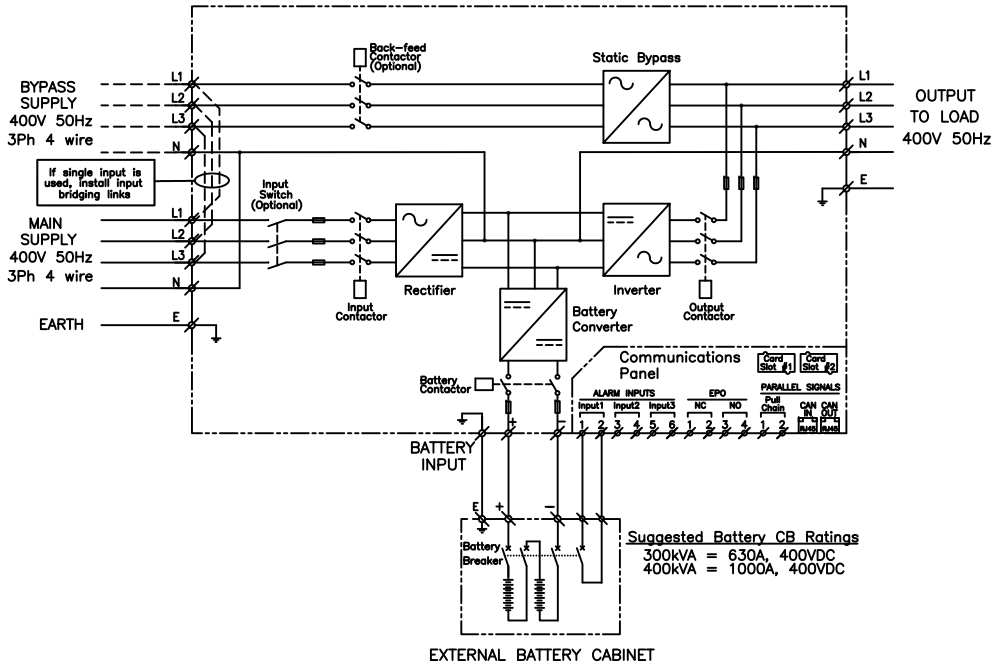 Back-feed
Contactor
(Optional)
Static Bypass
BYPASS
SUPPLY
400V 50Hz
3Ph 4 wire
L1
L2
L3
N
L1
L2
L3
N
E
OUTPUT
TO LOAD
400V 50Hz
If single input is
used, install input
bridging links
Input
Switch
(Optional)
MAIN
SUPPLY
400V 50Hz
3Ph 4 wire
L1
L2
L3
N
EARTH
E
Input
Contactor
Rectifier
Inverter
Output
Contactor
Battery
Converter
Battery
Contactor
+
–
BATTERY
INPUT
Communications
Panel
Card
Slot #1
Card
Slot #2
ALARM INPUTS
EPO
PARALLEL SIGNALS
Input1
Input2
Input3
NC
NO
Pull
Chain
CAN
IN
CAN
OUT
1 2 3 4 5 6
1 2 3 4
1 2
RJ45
RJ45
E
+
–
Battery
Breaker
Suggested Battery CB Ratings
300kVA = 630A, 400VDC
400kVA = 1000A, 400VDC
EXTERNAL BATTERY CABINET